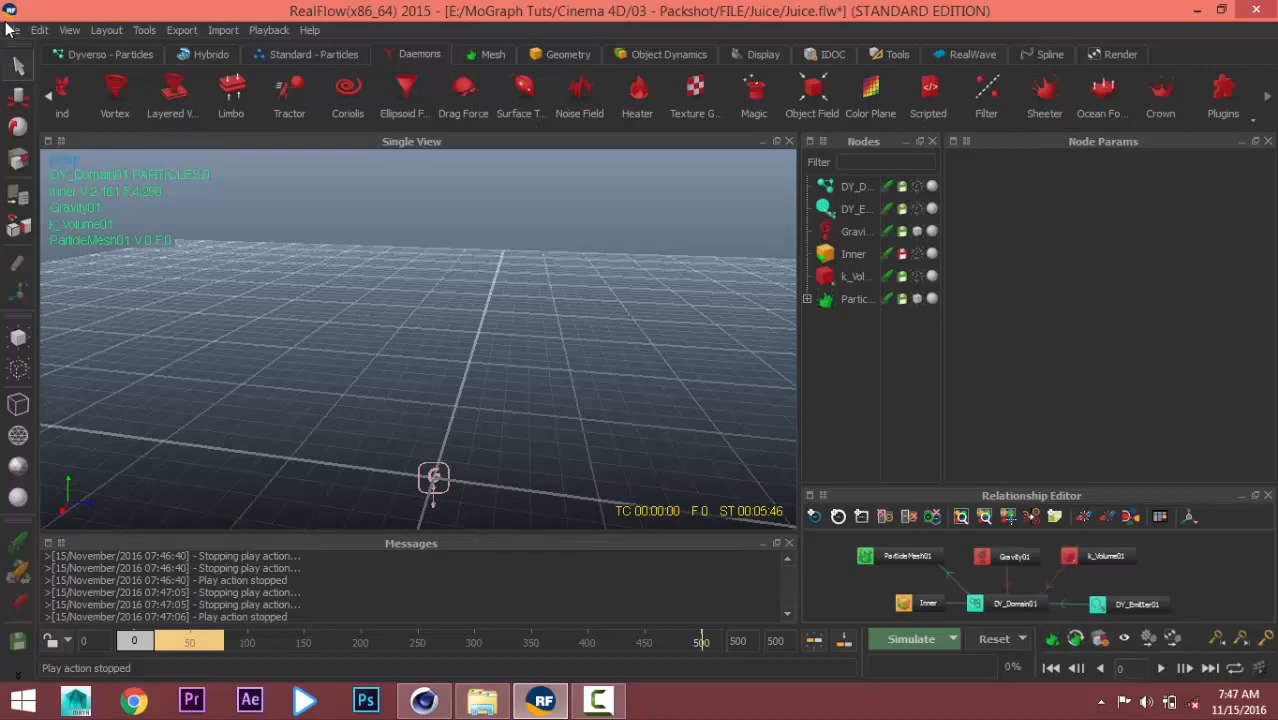 RealFlow(x86_64) 2015 - [E:/MoGraph Tuts/Cinema 4D/03 - Packshot/FILE/Juice/Juice.flw*] (STANDARD EDITION)
Edit View Layout Tools Export Import Playback Help
Dyverso - Particles Hybrido Standard - Particles Daemons Mesh Geometry Object Dynamics Display IDOC Tools RealWave Spline Render
ind Vortex Layered V... Limbo Tractor Coriolis Ellipsoid F... Drag Force Surface T... Noise Field Heater Texture G... Magic Object Field Color Plane Scripted Filter Sheeter Ocean Fo... Crown Plugins
Single View
Nodes
Node Params
Filter
DY_Domain01 PARTICLES:0
Inner V:2,161 F:4,290
Gravity01
k_Volume01
ParticleMesh01 V:0 F:0
DY_D...
DY_E...
Gravi...
Inner
k_Vol...
Partic...
G
TC 00:00:00 F 0 ST 00:05:46
Relationship Editor
ParticleMesh01 Gravity01 k_Volume01
Inner DY_Domain01 DY_Emitter01
Messages
>[15/November/2016 07:46:40] - Stopping play action...
>[15/November/2016 07:46:40] - Stopping play action...
>[15/November/2016 07:46:40] - Play action stopped
>[15/November/2016 07:47:05] - Stopping play action...
>[15/November/2016 07:47:05] - Stopping play action...
>[15/November/2016 07:47:06] - Play action stopped
0 0 50 100 150 200 250 300 350 400 450 500 500 500
Simulate Reset
Play action stopped
0% 0
Pr Ae Ps RF
7:47 AM
11/15/2016